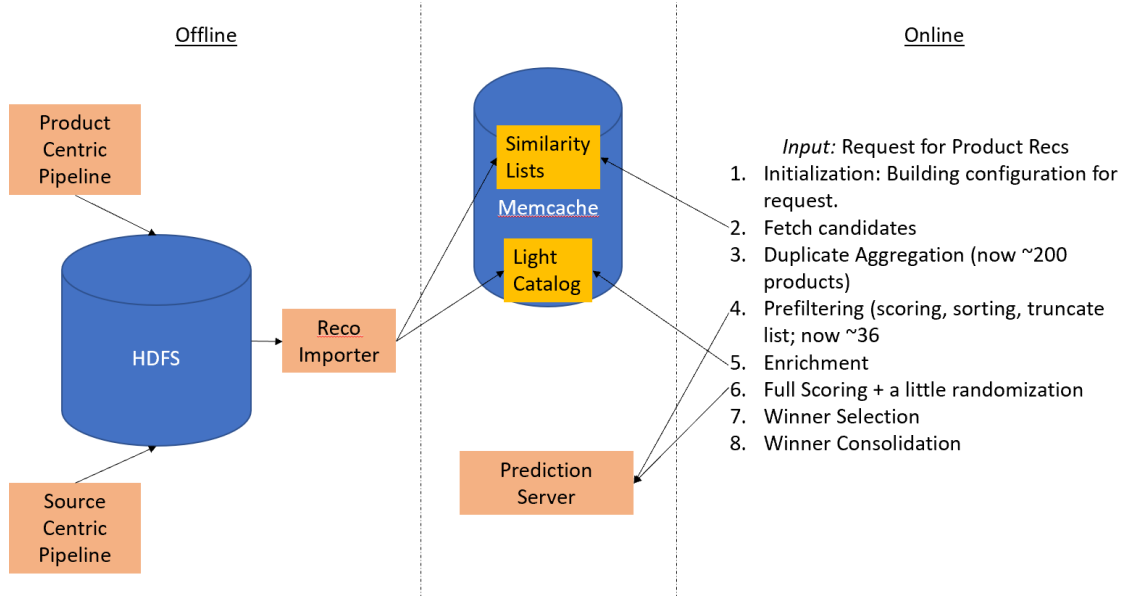 Offline
Online
Product
Centric
Pipeline
HDFS
Source
Centric
Pipeline
Reco
Importer
Similarity
Lists
Memcache
Light
Catalog
Prediction
Server
Input: Request for Product Recs
1. Initialization: Building configuration for
request.
2. Fetch candidates
3. Duplicate Aggregation (now ~200
products)
4. Prefiltering (scoring, sorting, truncate
list; now ~36
5. Enrichment
6. Full Scoring + a little randomization
7. Winner Selection
8. Winner Consolidation